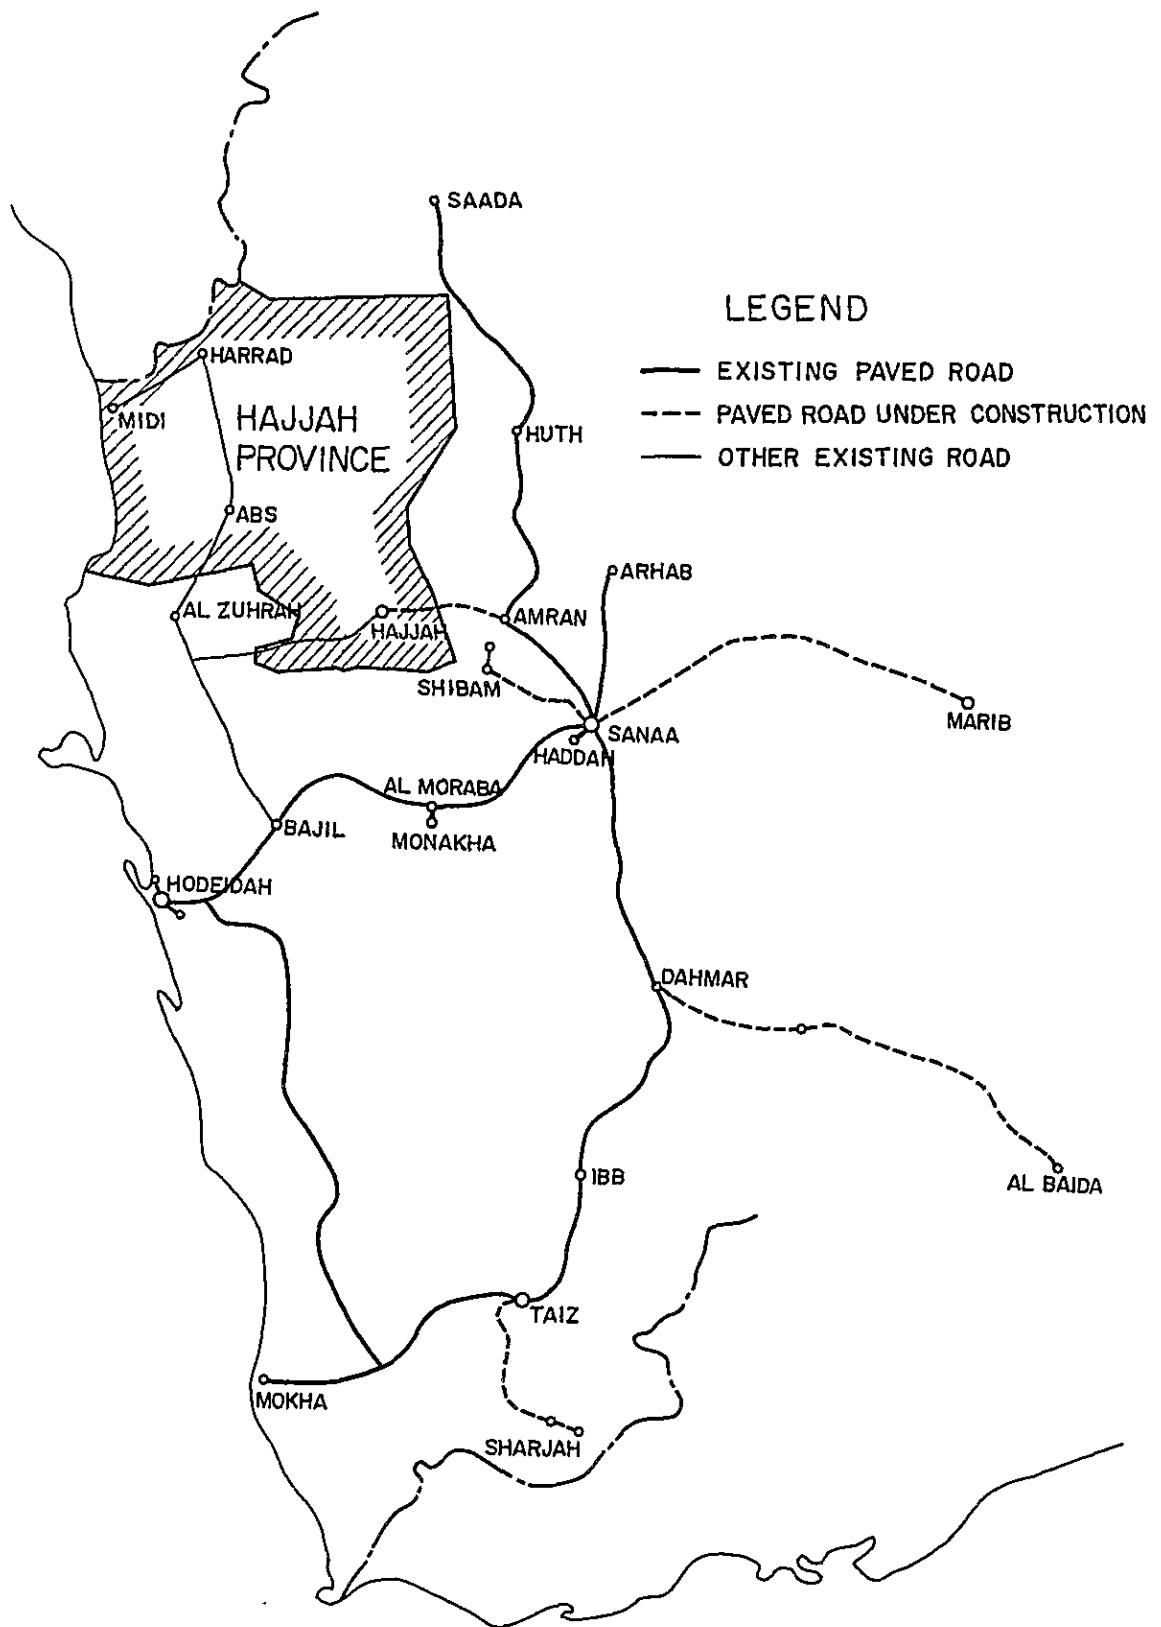 SAADA
LEGEND
EXISTING PAVED ROAD
PAVED ROAD UNDER CONSTRUCTION
OTHER EXISTING ROAD
HARRAD
MIDI
HAJJAH
PROVINCE
HUTH
ABS
ARHAB
AL ZUHRAH
HAJJAH
AMRAN
SHIBAM
MARIB
SANAA
HADDAH
AL MORABA
BAJIL
MONAKHA
HODEIDAH
DAHMAR
IBB
AL BAIDA
TAIZ
MOKHA
SHARJAH